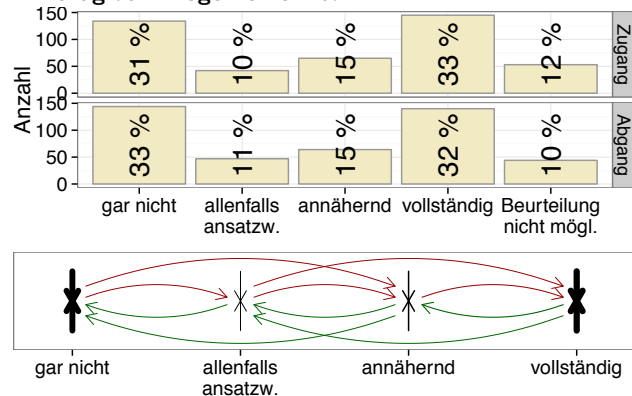 150
100
50
0
31 %
10 %
15 %
33 %
12 %
Zugang
Anzahl
150
100
50
0
33 %
11 %
15 %
32 %
10 %
Abgang
gar nicht
allenfalls
ansatzw.
annähernd
vollständig
Beurteilung
nicht mögl.
gar nicht
allenfalls
ansatzw.
annähernd
vollständig